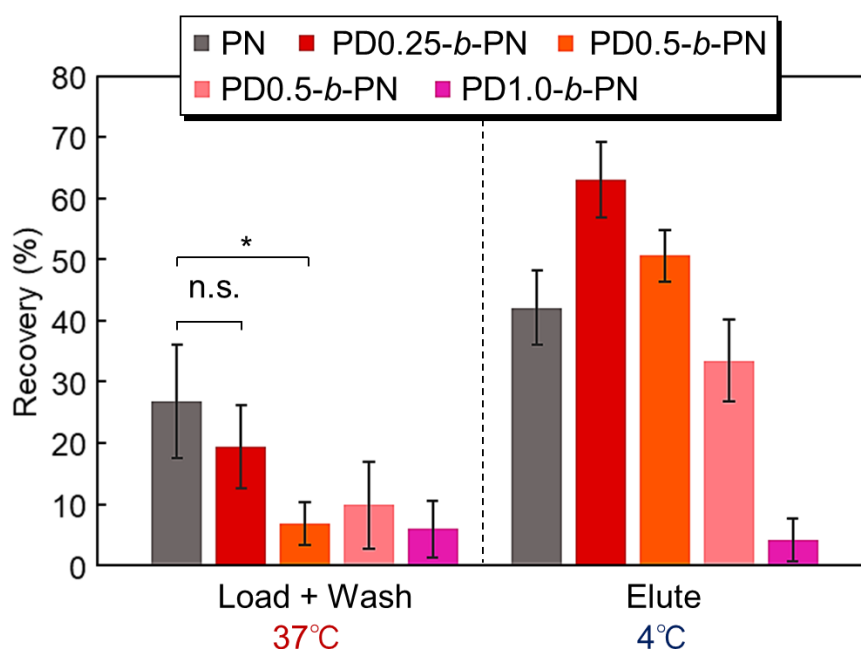 PN PD0.25-b-PN PD0.5-b-PN
PD0.5-b-PN PD1.0-b-PN
Recovery (%)
80
70
60
50
40
30
20
10
0
*
n.s.
Load + Wash
37℃
Elute
4℃